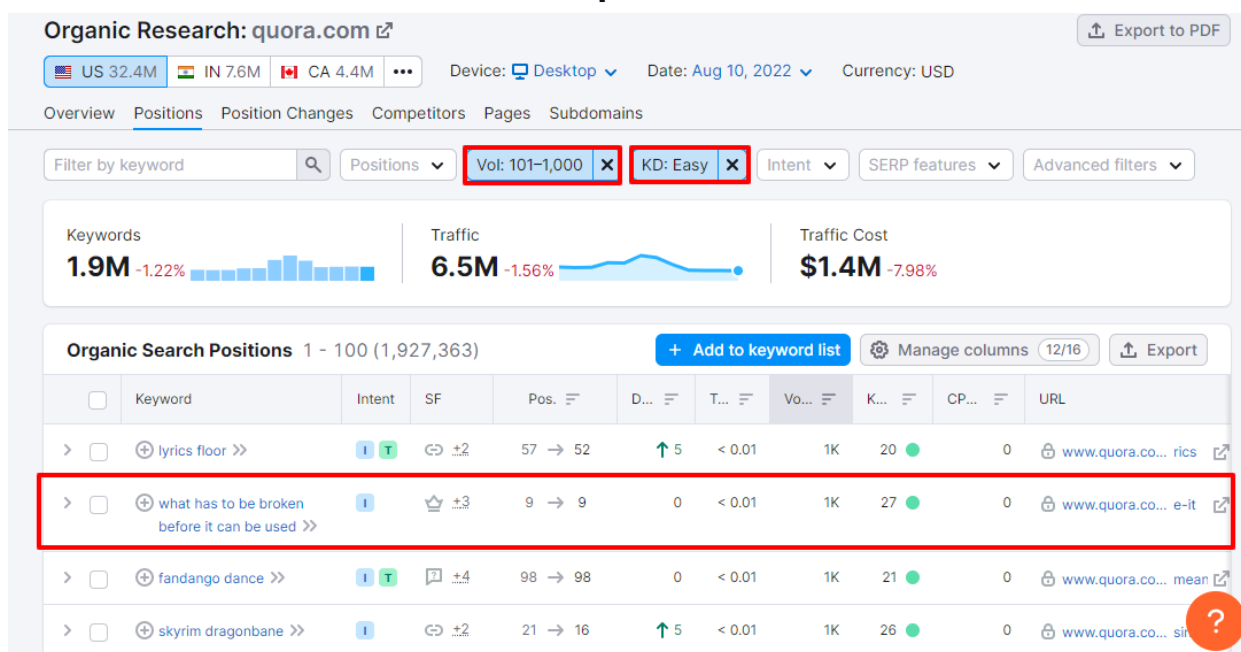 Organic Research: quora.com
Export to PDF
US 32.4M IN 7.6M CA 4.4M ••• Device: Desktop Date: Aug 10, 2022 Currency: USD
Overview Positions Position Changes Competitors Pages Subdomains
Filter by keyword Positions Vol: 101–1,000 KD: Easy Intent SERP features Advanced filters
Keywords Traffic Traffic Cost
1.9M -1.22% 6.5M -1.56% $1.4M -7.98%
Organic Search Positions 1 - 100 (1,927,363) + Add to keyword list Manage columns 12/16 Export
Keyword Intent SF Pos. D... T... Vo... K... CP... URL
lyrics floor >> I T +2 57 → 52 ↑ 5 < 0.01 1K 20 0 www.quora.co... rics
what has to be broken I +3 9 → 9 0 < 0.01 1K 27 0 www.quora.co... e-it
before it can be used >>
fandango dance >> I T +4 98 → 98 0 < 0.01 1K 21 0 www.quora.co... mean
skyrim dragonbane >> I +2 21 → 16 ↑ 5 < 0.01 1K 26 0 www.quora.co...
?